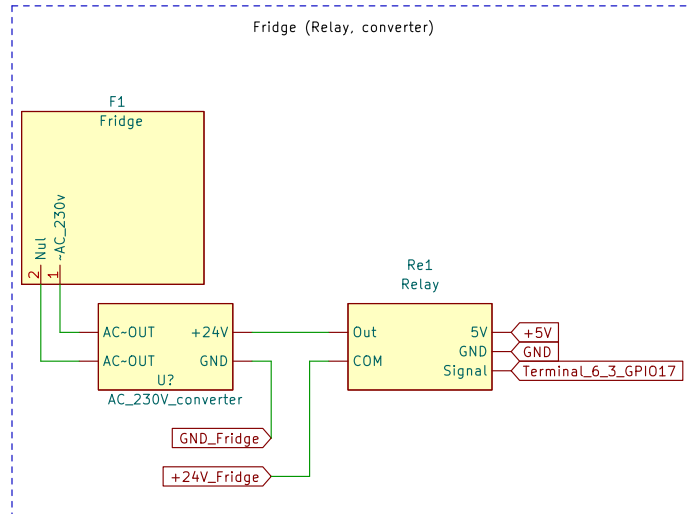 Fridge (Relay, converter)
F1
Fridge
Nul
~AC_230v
2
1
Re1
Relay
AC~OUT
+24V
AC~OUT
GND
U?
AC_230V_converter
Out
5V
COM
GND
Signal
+5V
GND
Terminal_6_3_GPIO17
GND_Fridge
+24V_Fridge